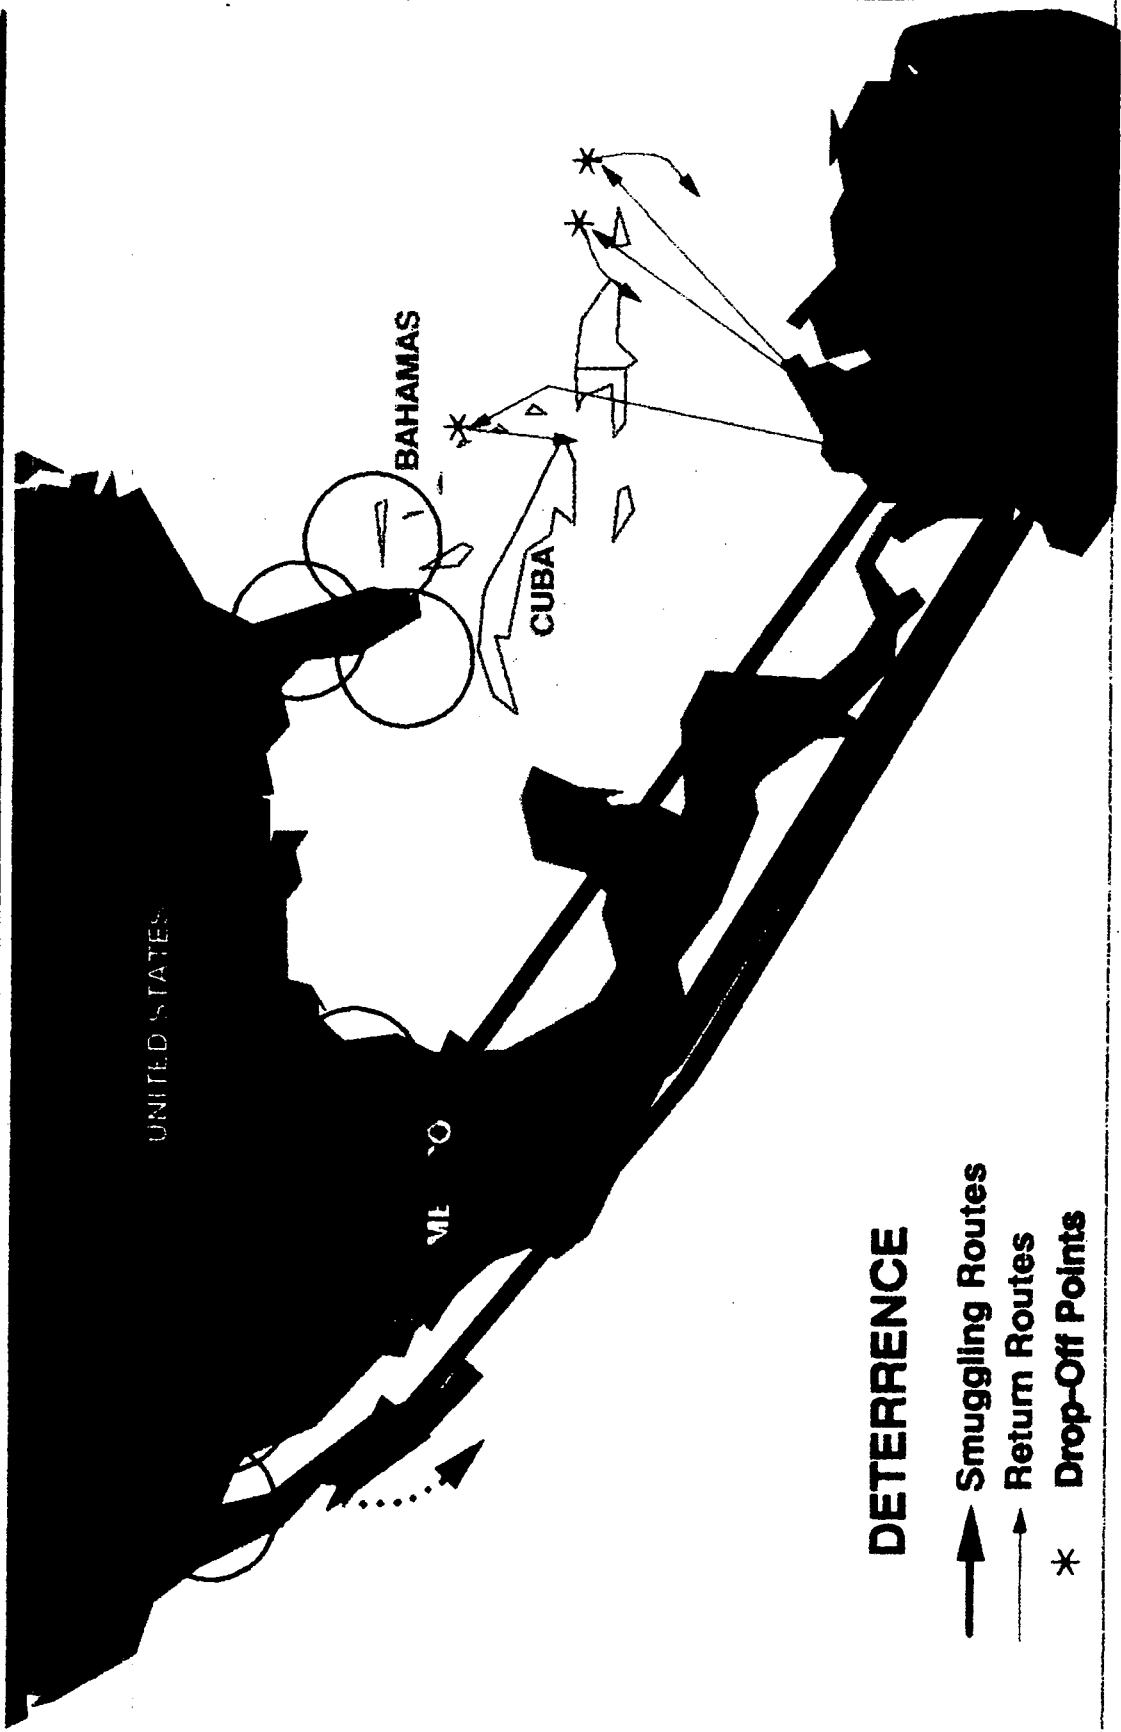 UNITED STATES
BAHAMAS
CUBA
DETERRENCE
Smuggling Routes
Return Routes
Drop-Off Points